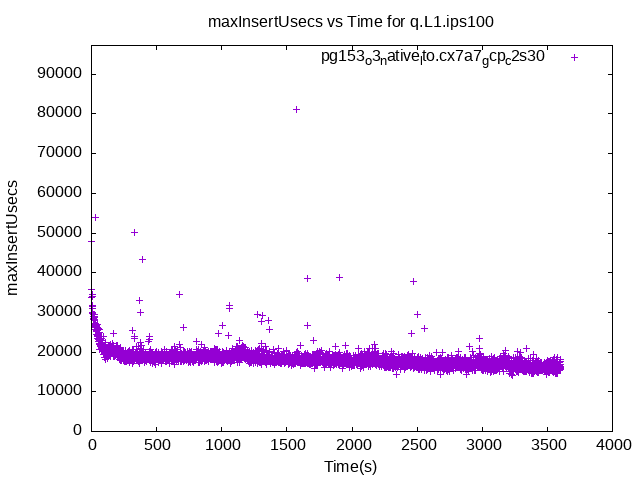 maxInsertUsecs vs Time for q.L1.ips100
pg153ₒ3ₙativeₗto.cx7a7_gcp_c2s30
90000
80000
70000
60000
50000
40000
30000
20000
10000
0
maxInsertUsecs
0 500 1000 1500 2000 2500 3000 3500 4000
Time(s)